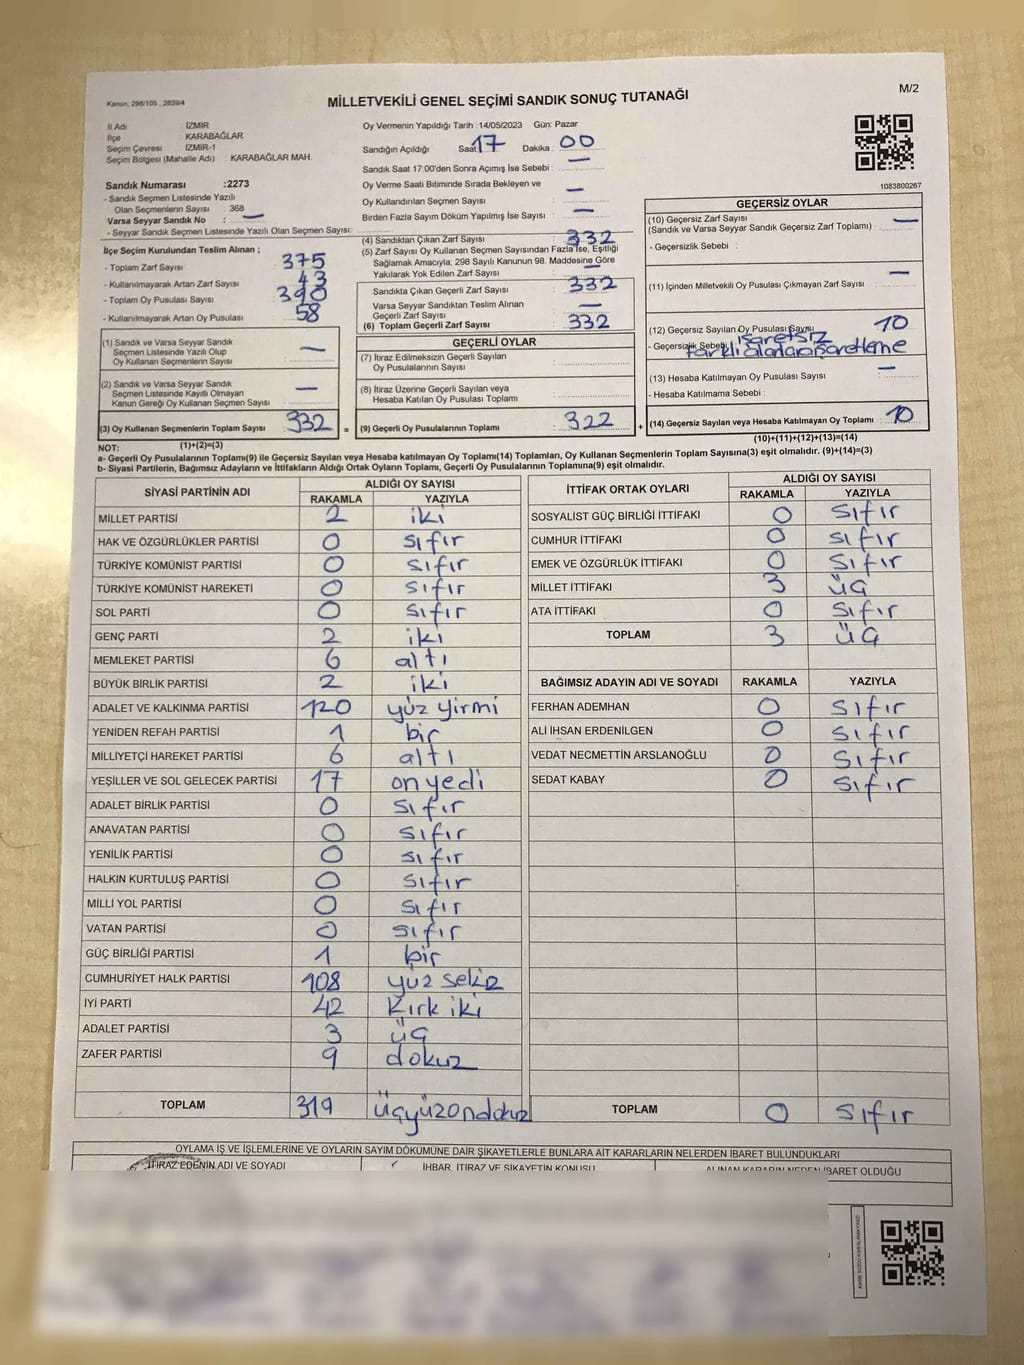 M/2
Kanun, 298/105 , 2839/4
MİLLETVEKİLİ GENEL SEÇİMİ SANDIK SONUÇ TUTANAĞI
İl Adı İZMİR
İlçe KARABAĞLAR
Seçim Çevresi İZMİR-1
Seçim Bölgesi (Mahalle Adı) : KARABAĞLAR MAH.
Oy Vermenin Yapıldığı Tarih :14/05/2023 Gün: Pazar
Sandığın Açıldığı Saat 17 Dakika : 00
Sandık Saat 17:00'den Sonra Açımış İse Sebebi : —
Oy Verme Saati Bitiminde Sırada Bekleyen ve
Oy Kullandırılan Seçmen Sayısı : —
Birden Fazla Sayım Döküm Yapılmış İse Sayısı : —
1083800267
Sandık Numarası :2273
- Sandık Seçmen Listesinde Yazılı
Olan Seçmenlerin Sayısı : 368
Varsa Seyyar Sandık No : —
- Seyyar Sandık Seçmen Listesinde Yazılı Olan Seçmen Sayısı:
İlçe Seçim Kurulundan Teslim Alınan ;
- Toplam Zarf Sayısı : 375
- Kullanılmayarak Artan Zarf Sayısı : 43
- Toplam Oy Pusulası Sayısı : 390
- Kullanılmayarak Artan Oy Pusulası : 58
(1) Sandık ve Varsa Seyyar Sandık
Seçmen Listesinde Yazılı Olup
Oy Kullanan Seçmenlerin Sayısı : —
(2) Sandık ve Varsa Seyyar Sandık
Seçmen Listesinde Kayıtlı Olmayan
Kanun Gereği Oy Kullanan Seçmen Sayısı : —
(3) Oy Kullanan Seçmenlerin Toplam Sayısı : 332
(1)+(2)=(3)
(4) Sandıktan Çıkan Zarf Sayısı : 332
(5) Zarf Sayısı Oy Kullanan Seçmen Sayısından Fazla İse, Eşitliği
Sağlamak Amacıyla; 298 Sayılı Kanunun 98. Maddesine Göre
Yakılarak Yok Edilen Zarf Sayısı : —
Sandıkta Çıkan Geçerli Zarf Sayısı : 332
Varsa Seyyar Sandıktan Teslim Alınan
Geçerli Zarf Sayısı : —
(6) Toplam Geçerli Zarf Sayısı : 332
GEÇERLİ OYLAR
(7) İtiraz Edilmeksizin Geçerli Sayılan
Oy Pusulalarının Sayısı :
(8) İtiraz Üzerine Geçerli Sayılan veya
Hesaba Katılan Oy Pusulası Toplamı :
= (9) Geçerli Oy Pusulalarının Toplamı : 322
GEÇERSİZ OYLAR
(10) Geçersiz Zarf Sayısı
(Sandık ve Varsa Seyyar Sandık Geçersiz Zarf Toplamı) : —
- Geçersizlik Sebebi :
(11) İçinden Milletvekili Oy Pusulası Çıkmayan Zarf Sayısı : —
(12) Geçersiz Sayılan Oy Pusulası Sayısı 10
- Geçersizlik Sebebi işaretsiz
farklı alanlara işaretleme
(13) Hesaba Katılmayan Oy Pusulası Sayısı : —
- Hesaba Katılmama Sebebi :
+ (14) Geçersiz Sayılan veya Hesaba Katılmayan Oy Toplamı : 10
(10)+(11)+(12)+(13)=(14)
NOT:
a- Geçerli Oy Pusulalarının Toplamı(9) ile Geçersiz Sayılan veya Hesaba katılmayan Oy Toplamı(14) Toplamları, Oy Kullanan Seçmenlerin Toplam Sayısına(3) eşit olmalıdır. (9)+(14)=(3)
b- Siyasi Partilerin, Bağımsız Adayların ve İttifakların Aldığı Ortak Oyların Toplamı, Geçerli Oy Pusulalarının Toplamına(9) eşit olmalıdır.
SİYASİ PARTİNİN ADI ALDIĞI OY SAYISI
RAKAMLA YAZIYLA
MİLLET PARTİSİ 2 iki
HAK VE ÖZGÜRLÜKLER PARTİSİ 0 sıfır
TÜRKİYE KOMÜNİST PARTİSİ 0 sıfır
TÜRKİYE KOMÜNİST HAREKETİ 0 sıfır
SOL PARTİ 0 sıfır
GENÇ PARTİ 2 iki
MEMLEKET PARTİSİ 6 altı
BÜYÜK BİRLİK PARTİSİ 2 iki
ADALET VE KALKINMA PARTİSİ 120 yüz yirmi
YENİDEN REFAH PARTİSİ 1 bir
MİLLİYETÇİ HAREKET PARTİSİ 6 altı
YEŞİLLER VE SOL GELECEK PARTİSİ 17 onyedi
ADALET BİRLİK PARTİSİ 0 sıfır
ANAVATAN PARTİSİ 0 sıfır
YENİLİK PARTİSİ 0 sıfır
HALKIN KURTULUŞ PARTİSİ 0 sıfır
MİLLİ YOL PARTİSİ 0 sıfır
VATAN PARTİSİ 0 sıfır
GÜÇ BİRLİĞİ PARTİSİ 1 bir
CUMHURİYET HALK PARTİSİ 108 yüz sekiz
İYİ PARTİ 42 Kırk iki
ADALET PARTİSİ 3 üç
ZAFER PARTİSİ 9 dokuz
TOPLAM 319 üçyüzondokuz
İTTİFAK ORTAK OYLARI ALDIĞI OY SAYISI
RAKAMLA YAZIYLA
SOSYALİST GÜÇ BİRLİĞİ İTTİFAKI 0 sıfır
CUMHUR İTTİFAKI 0 sıfır
EMEK VE ÖZGÜRLÜK İTTİFAKI 0 sıfır
MİLLET İTTİFAKI 3 üç
ATA İTTİFAKI 0 sıfır
TOPLAM 3 üç
BAĞIMSIZ ADAYIN ADI VE SOYADI RAKAMLA YAZIYLA
FERHAN ADEMHAN 0 sıfır
ALİ İHSAN ERDENİLGEN 0 sıfır
VEDAT NECMETTİN ARSLANOĞLU 0 sıfır
SEDAT KABAY 0 sıfır
TOPLAM 0 sıfır
OYLAMA İŞ VE İŞLEMLERİNE VE OYLARIN SAYIM DÖKÜMÜNE DAİR ŞİKAYETLERLE BUNLARA AİT KARARLARIN NELERDEN İBARET BULUNDUKLARI
İTİRAZ EDENİN ADI VE SOYADI İHBAR, İTİRAZ VE ŞİKAYETİN KONUSU ALINAN KARARIN NEDEN İBARET OLDUĞU